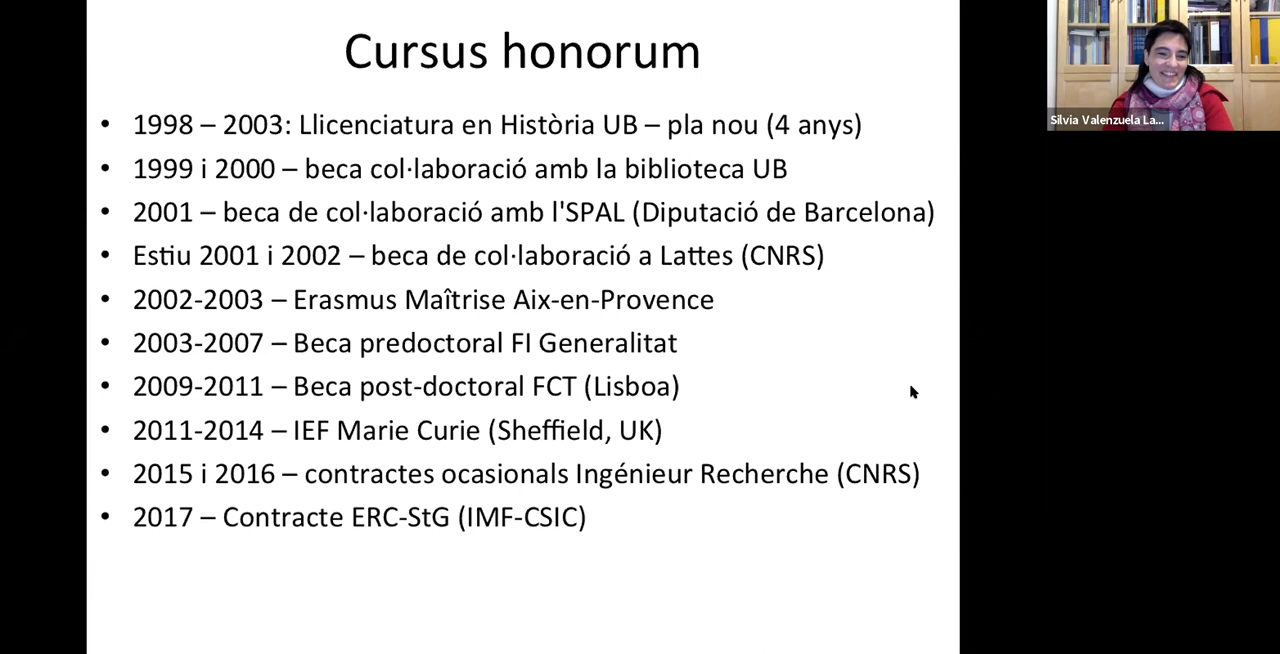 Cursus honorum
• 1998 – 2003: Llicenciatura en Història UB – pla nou (4 anys)
• 1999 i 2000 – beca col·laboració amb la biblioteca UB
• 2001 – beca de col·laboració amb l'SPAL (Diputació de Barcelona)
• Estiu 2001 i 2002 – beca de col·laboració a Lattes (CNRS)
• 2002-2003 – Erasmus Maîtrise Aix-en-Provence
• 2003-2007 – Beca predoctoral FI Generalitat
• 2009-2011 – Beca post-doctoral FCT (Lisboa)
• 2011-2014 – IEF Marie Curie (Sheffield, UK)
• 2015 i 2016 – contractes ocasionals Ingénieur Recherche (CNRS)
• 2017 – Contracte ERC-StG (IMF-CSIC)
Silvia Valenzuela La...